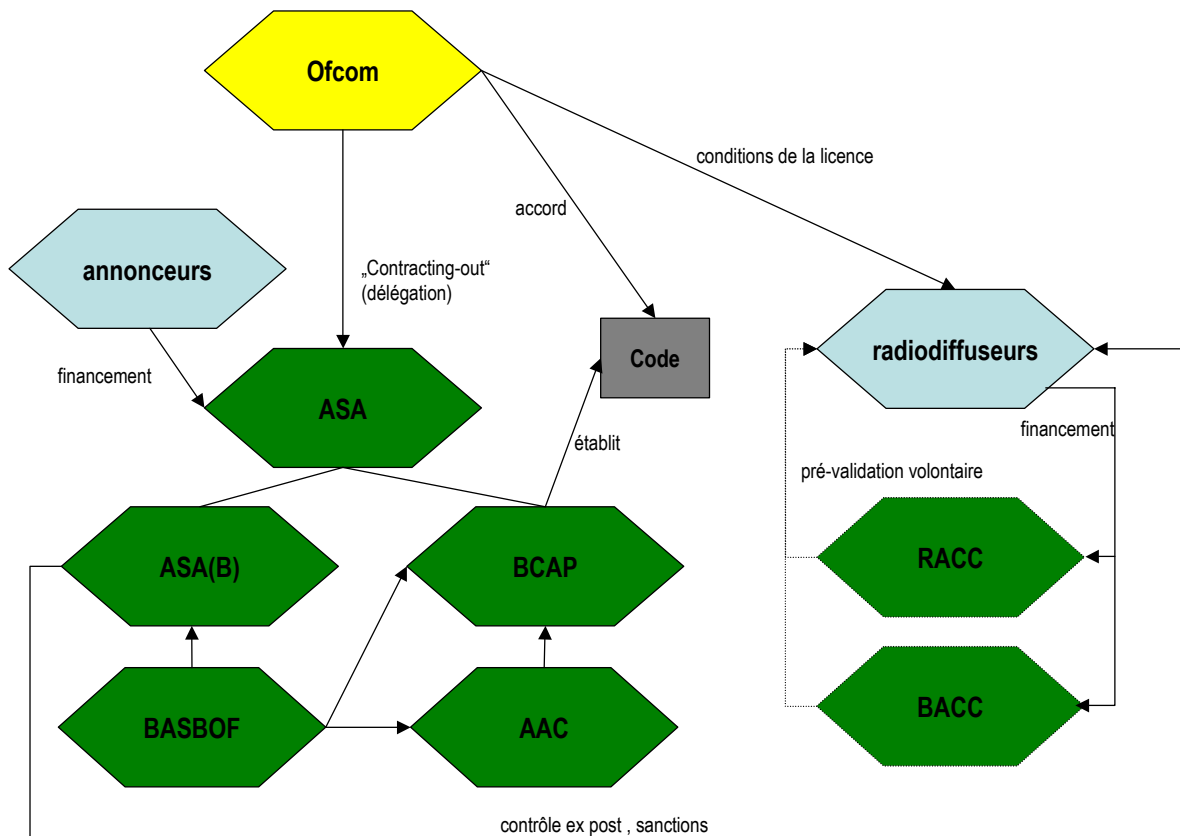 Ofcom
conditions de la licence
accord
annonceurs
„Contracting-out“
(délégation)
radiodiffuseurs
Code
financement
ASA
financement
établit
pré-validation volontaire
ASA(B)
BCAP
RACC
BASBOF
AAC
BACC
contrôle ex post , sanctions